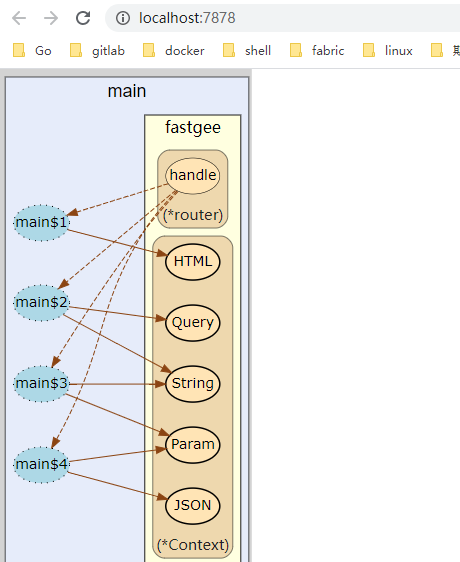 localhost:7878
Go gitlab docker shell fabric linux
main
fastgee
handle
(*router)
main$1
HTML
main$2
Query
main$3
String
Param
main$4
JSON
(*Context)